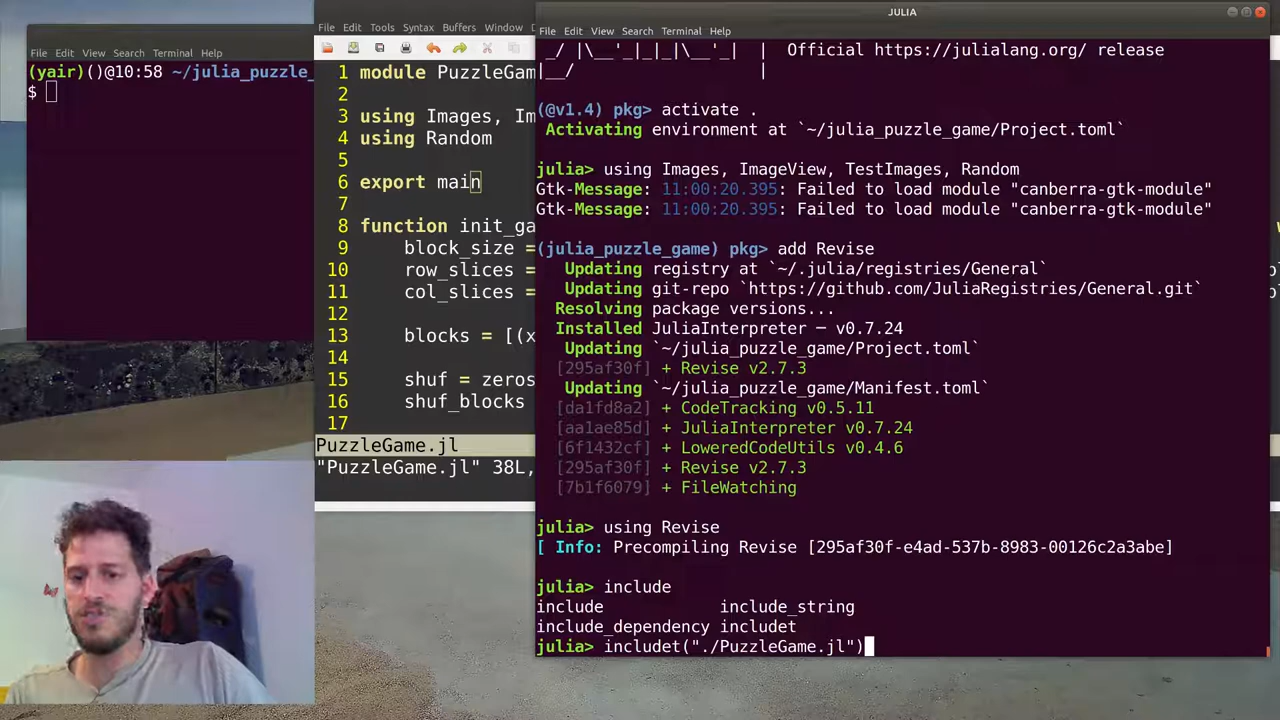 File Edit View Search Terminal Help
(yair)()@10:58 ~/julia_puzzle_
$
File Edit Tools Syntax Buffers Window
1 module PuzzleGam
2
3 using Images, Im
4 using Random
5
6 export main
7
8 function init_ga
9 block_size =
10 row_slices =
11 col_slices =
12
13 blocks = [(x
14
15 shuf = zeros
16 shuf_blocks
17
PuzzleGame.jl
"PuzzleGame.jl" 38L,
JULIA
File Edit View Search Terminal Help
_/ |\__'_|_|_|\__'_| | Official https://julialang.org/ release
|__/ |
(@v1.4) pkg> activate .
Activating environment at `~/julia_puzzle_game/Project.toml`
julia> using Images, ImageView, TestImages, Random
Gtk-Message: 11:00:20.395: Failed to load module "canberra-gtk-module"
Gtk-Message: 11:00:20.395: Failed to load module "canberra-gtk-module"
(julia_puzzle_game) pkg> add Revise
Updating registry at `~/.julia/registries/General`
Updating git-repo `https://github.com/JuliaRegistries/General.git`
Resolving package versions...
Installed JuliaInterpreter ─ v0.7.24
Updating `~/julia_puzzle_game/Project.toml`
[295af30f] + Revise v2.7.3
Updating `~/julia_puzzle_game/Manifest.toml`
[da1fd8a2] + CodeTracking v0.5.11
[aa1ae85d] + JuliaInterpreter v0.7.24
[6f1432cf] + LoweredCodeUtils v0.4.6
[295af30f] + Revise v2.7.3
[7b1f6079] + FileWatching
julia> using Revise
[ Info: Precompiling Revise [295af30f-e4ad-537b-8983-00126c2a3abe]
julia> include
include include_string
include_dependency includet
julia> includet("./PuzzleGame.jl")